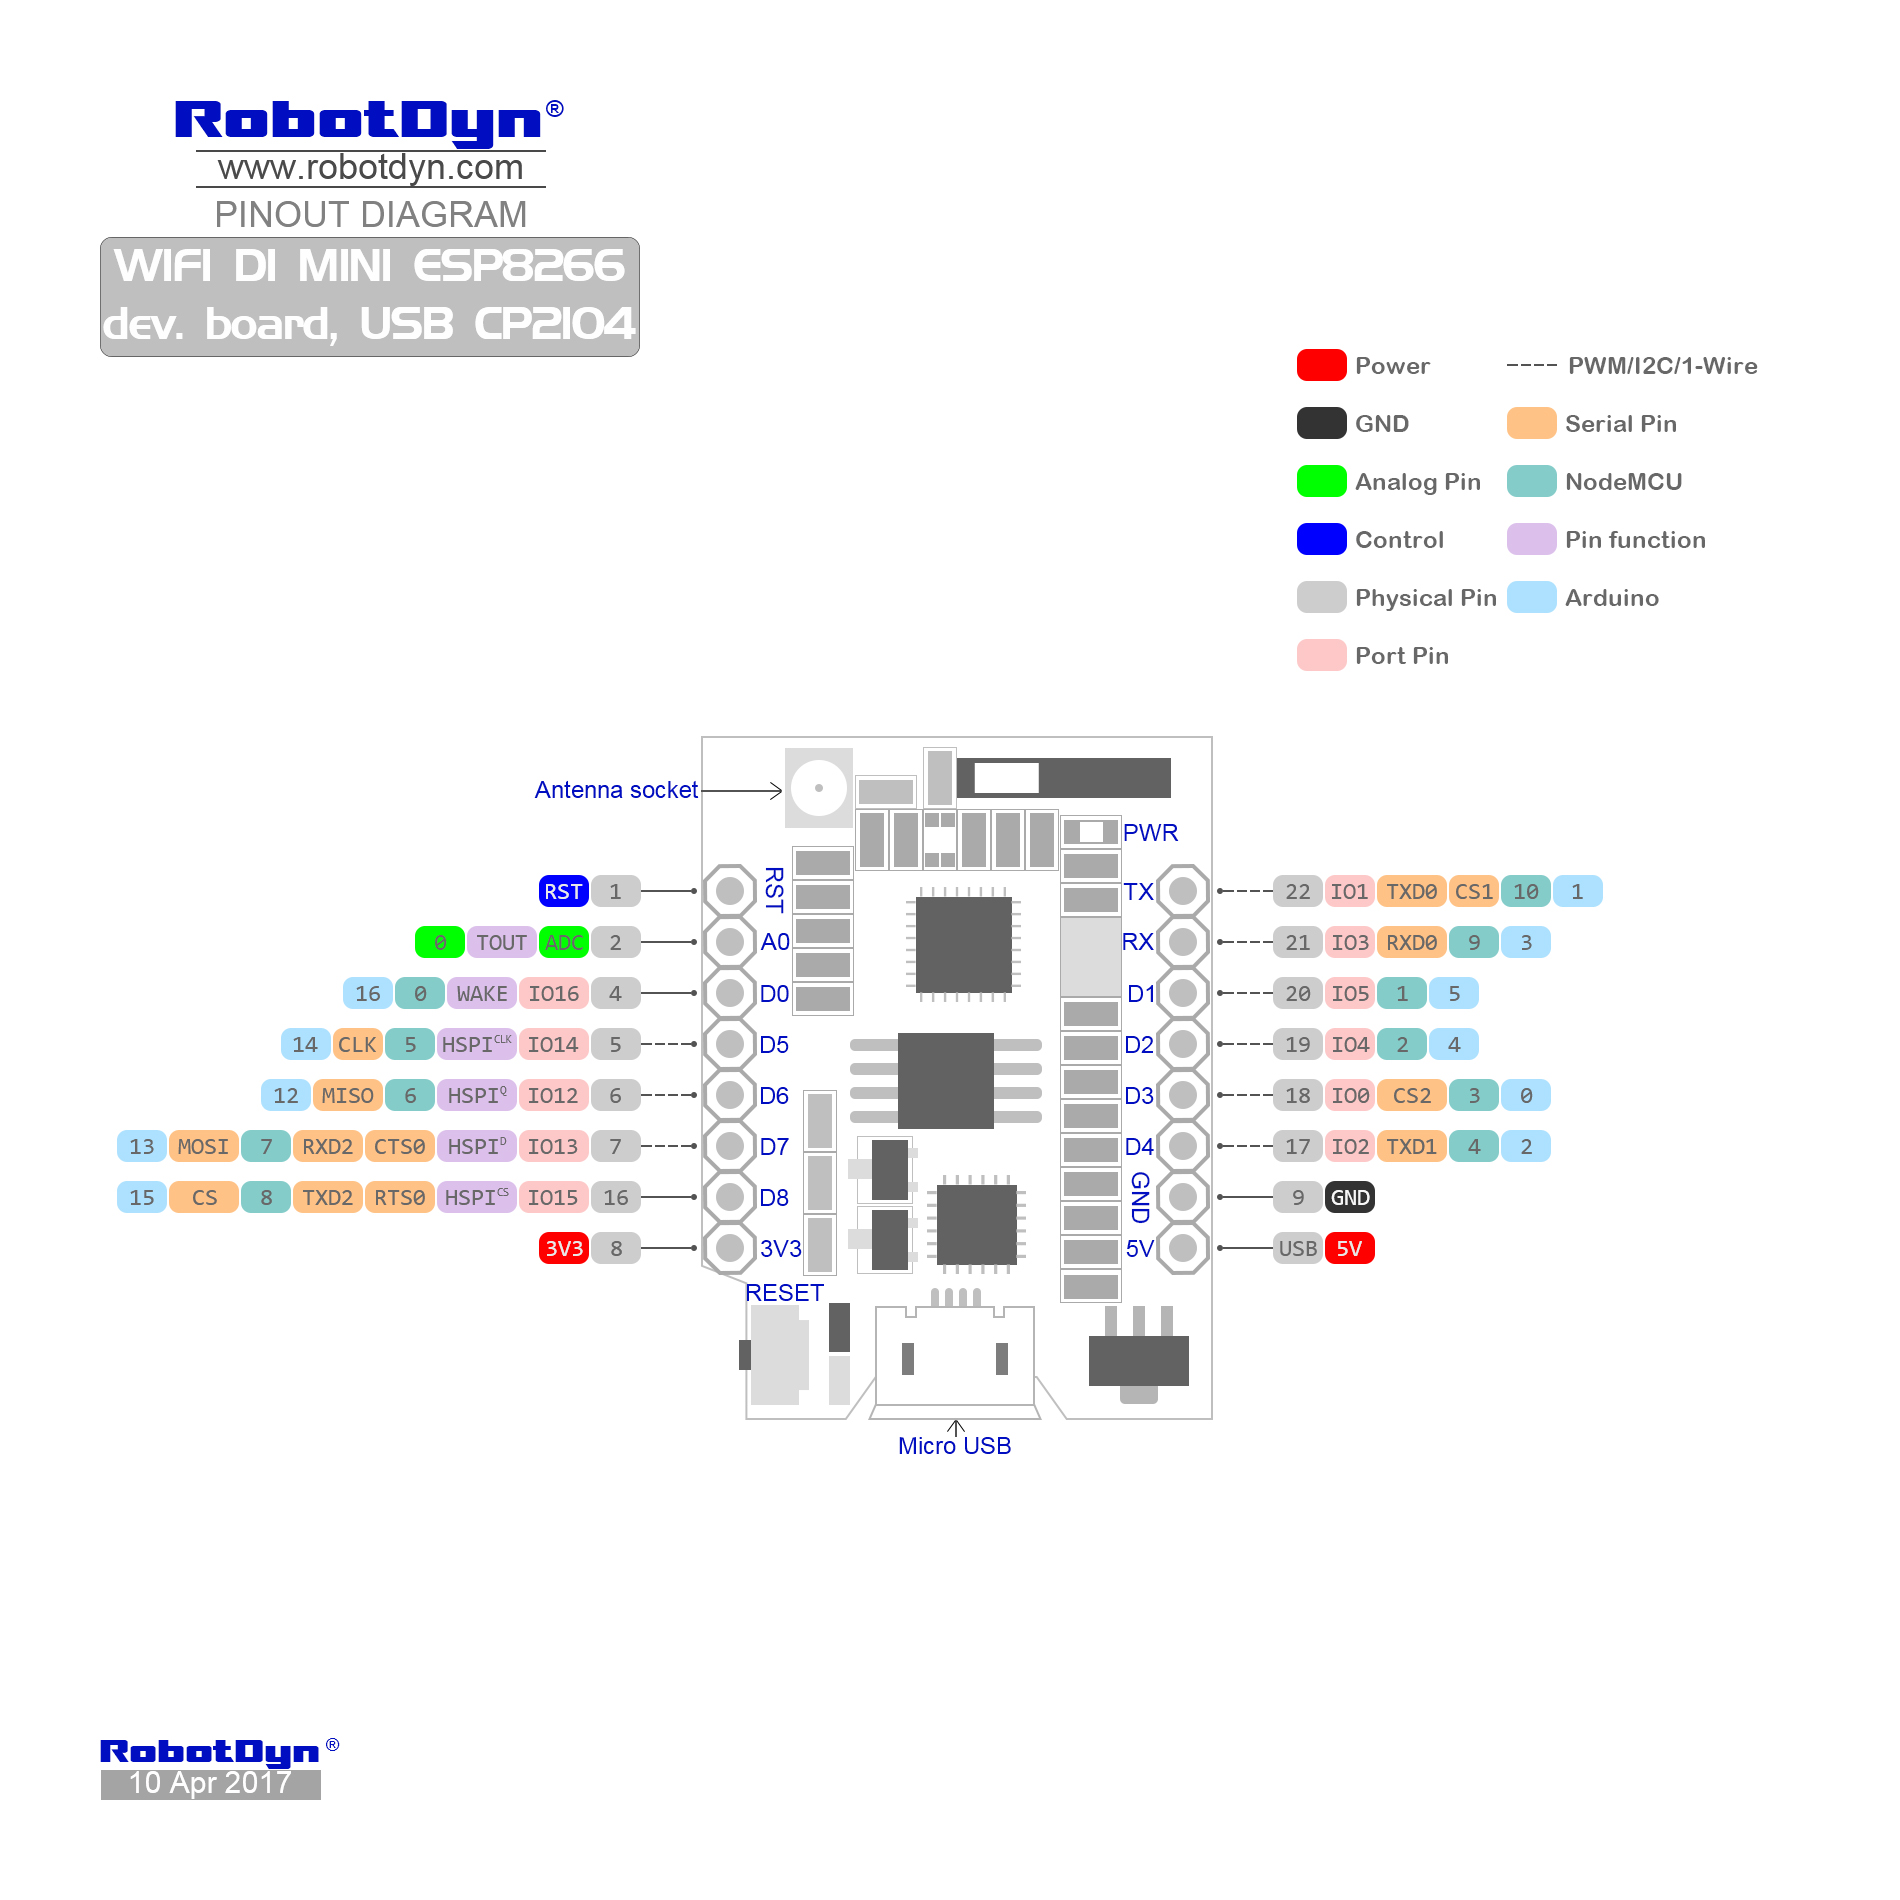 RobotDyn®
www.robotdyn.com
PINOUT DIAGRAM
WIFI D1 MINI ESP8266
dev. board, USB CP2104
Power
PWM/I2C/1-Wire
GND
Serial Pin
Analog Pin
NodeMCU
Control
Pin function
Physical Pin
Arduino
Port Pin
Antenna socket
PWR
RST 1 RST
TX 22 IO1 TXD0 CS1 10 1
0 TOUT ADC 2 A0
RX 21 IO3 RXD0 9 3
16 0 WAKE IO16 4 D0
D1 20 IO5 1 5
14 CLK 5 HSPI CLK IO14 5 D5
D2 19 IO4 2 4
12 MISO 6 HSPI Q IO12 6 D6
D3 18 IO0 CS2 3 0
13 MOSI 7 RXD2 CTS0 HSPI D IO13 7 D7
D4 17 IO2 TXD1 4 2
15 CS 8 TXD2 RTS0 HSPI CS IO15 16 D8
GND 9 GND
3V3 8 3V3
5V USB 5V
RESET
Micro USB
RobotDyn®
10 Apr 2017